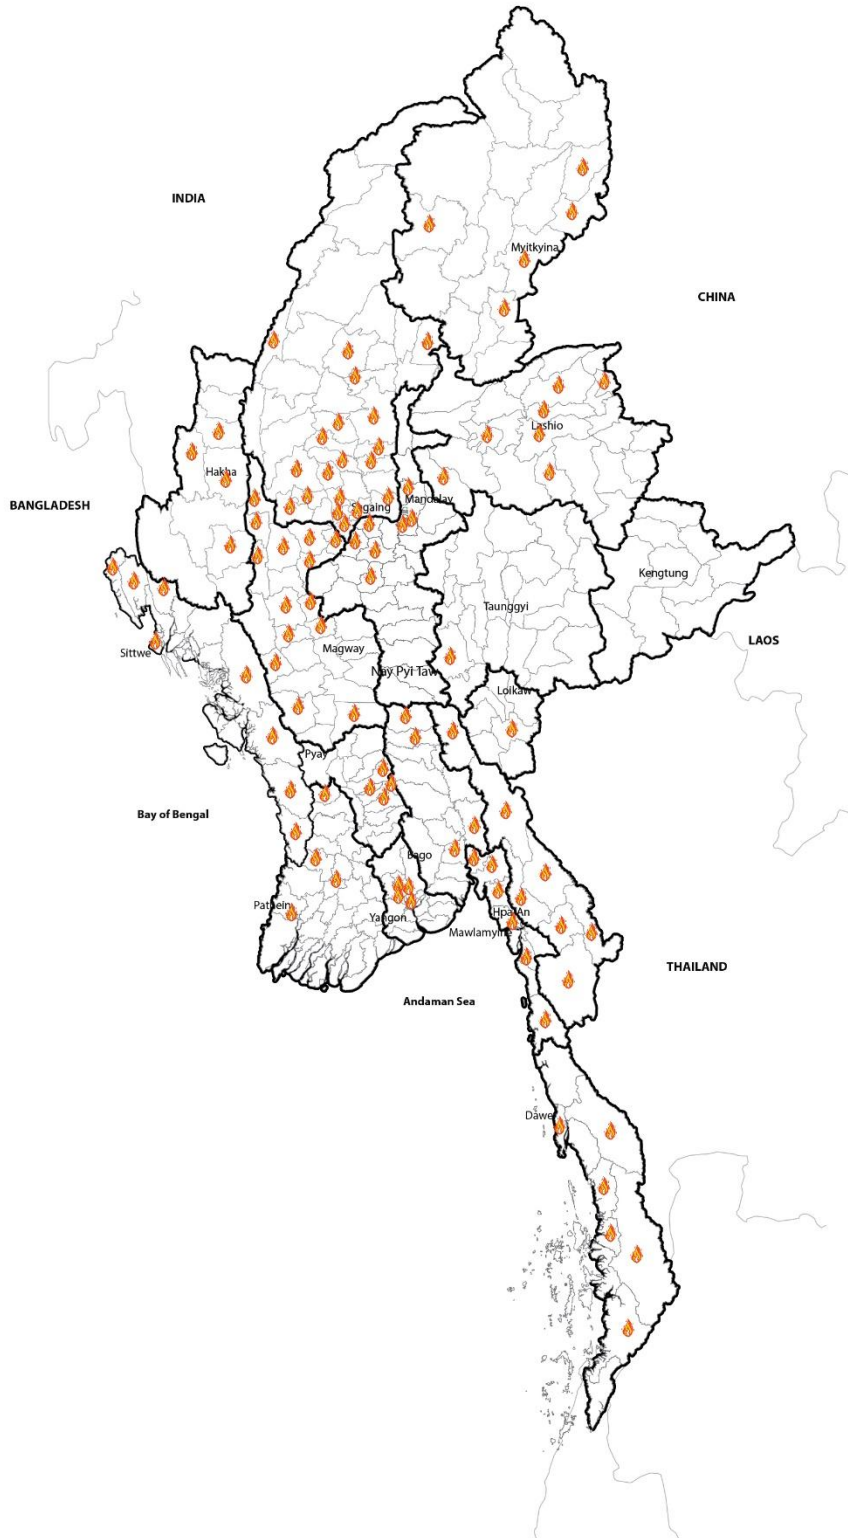 INDIA
Myitkyina
CHINA
Lashio
Hakha
Mandalay
BANGLADESH
Sagaing
Kengtung
Taunggyi
LAOS
Sittwe
Magway
Nay Pyi Taw
Loikaw
Pyay
Bay of Bengal
Bago
Pathein
Hpa-An
Yangon
Mawlamyine
THAILAND
Andaman Sea
Dawei